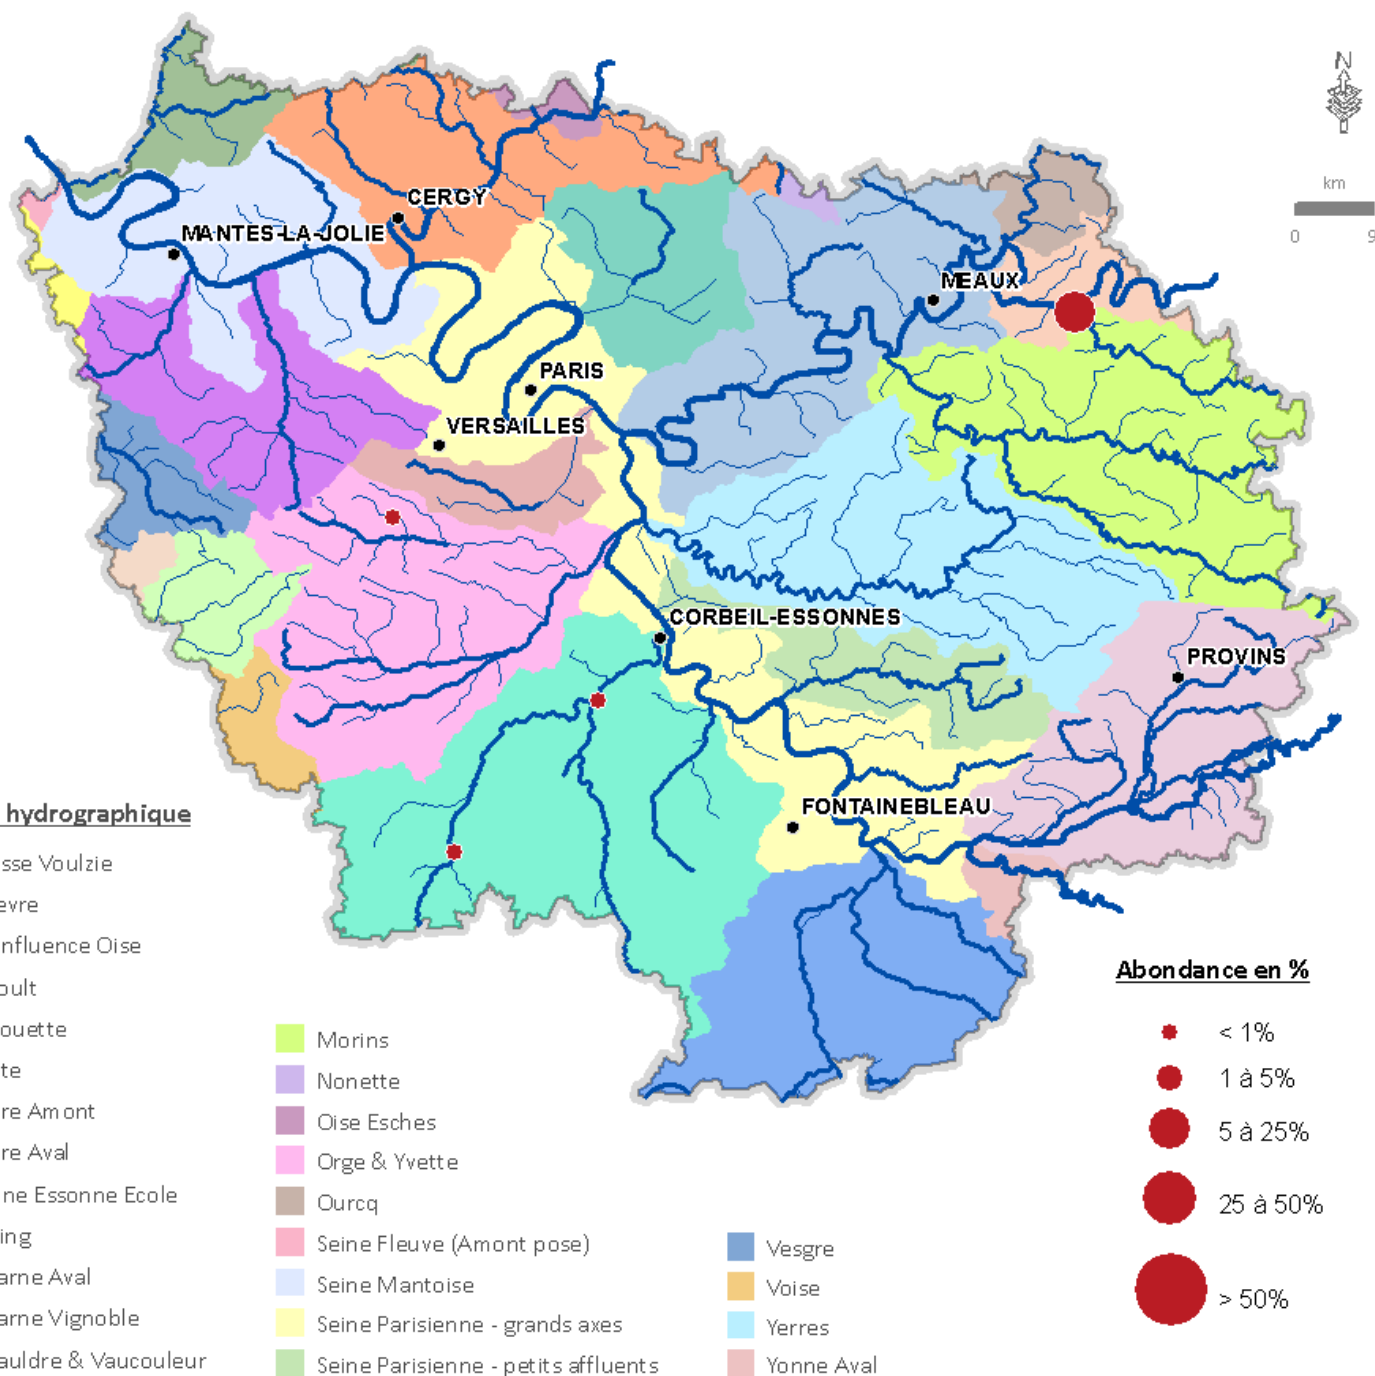 N
km
0 9
CERGY
MANTES-LA-JOLIE
MEAUX
PARIS
VERSAILLES
CORBEIL-ESSONNES
PROVINS
FONTAINEBLEAU
hydrographique
sse Voulzie
evre
nfluence Oise
oult
ouette
te
re Amont
re Aval
ne Essonne Ecole
ing
arne Aval
arne Vignoble
auldre & Vaucouleur
Morins
Nonette
Oise Esches
Orge & Yvette
Ourcq
Seine Fleuve (Amont pose)
Seine Mantoise
Seine Parisienne - grands axes
Seine Parisienne - petits affluents
Vesgre
Voise
Yerres
Yonne Aval
Abondance en %
< 1%
1 à 5%
5 à 25%
25 à 50%
> 50%